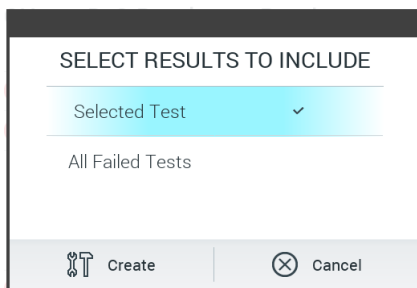 SELECT RESULTS TO INCLUDE
Selected Test
All Failed Tests
Create Cancel